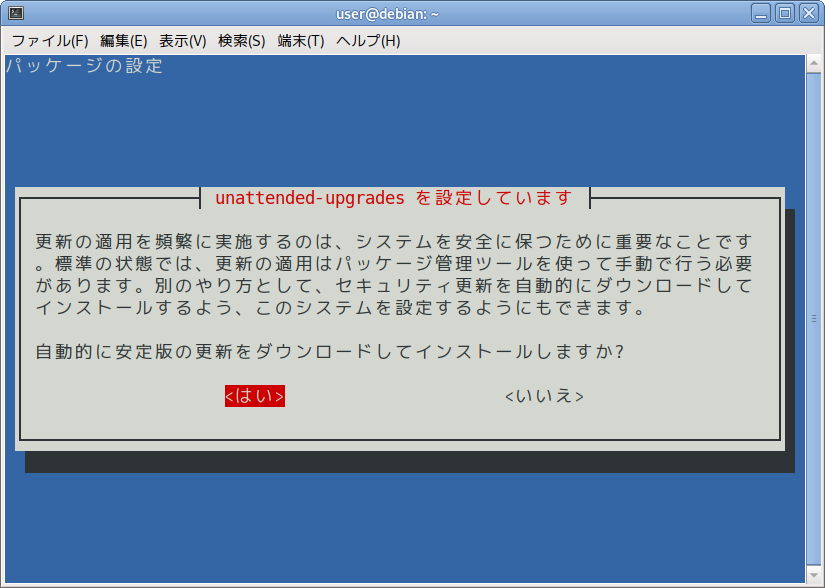 user@debian: ~
ファイル(F) 編集(E) 表示(V) 検索(S) 端末(T) ヘルプ(H)
パッケージの設定
unattended-upgrades を設定しています
更新の適用を頻繁に実施するのは、システムを安全に保つために重要なことです
。標準の状態では、更新の適用はパッケージ管理ツールを使って手動で行う必要
があります。別のやり方として、セキュリティ更新を自動的にダウンロードして
インストールするよう、このシステムを設定するようにもできます。
自動的に安定版の更新をダウンロードしてインストールしますか?
<はい> <いいえ>